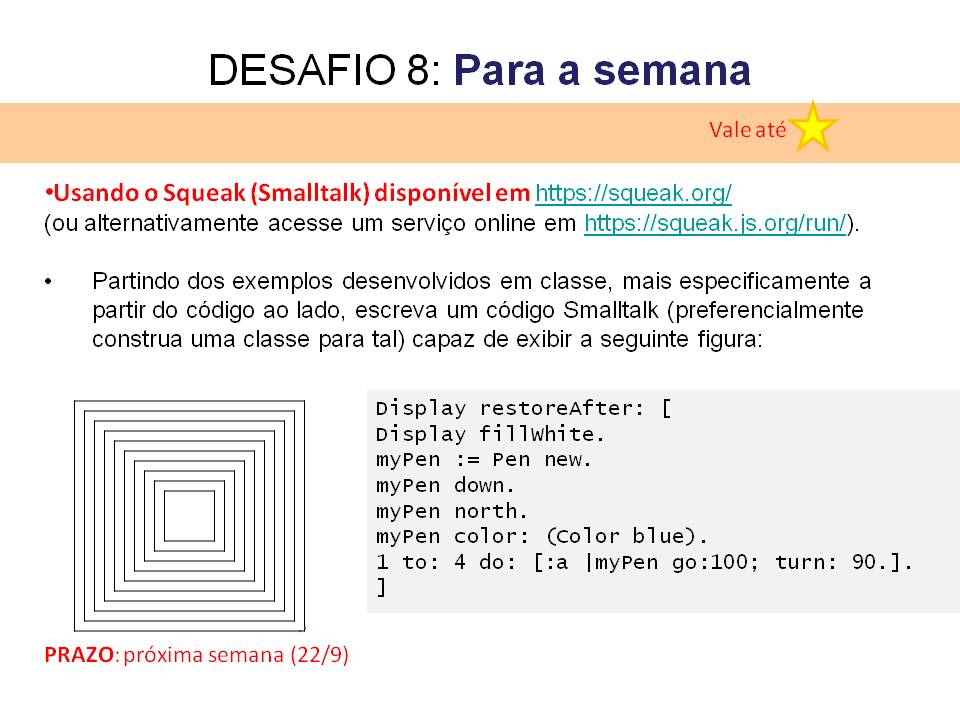 DESAFIO 8: Para a semana
Vale até
•Usando o Squeak (Smalltalk) disponível em https://squeak.org/
(ou alternativamente acesse um serviço online em https://squeak.js.org/run/).
• Partindo dos exemplos desenvolvidos em classe, mais especificamente a
partir do código ao lado, escreva um código Smalltalk (preferencialmente
construa uma classe para tal) capaz de exibir a seguinte figura:
Display restoreAfter: [
Display fillWhite.
myPen := Pen new.
myPen down.
myPen north.
myPen color: (Color blue).
1 to: 4 do: [:a |myPen go:100; turn: 90.].
]
PRAZO: próxima semana (22/9)